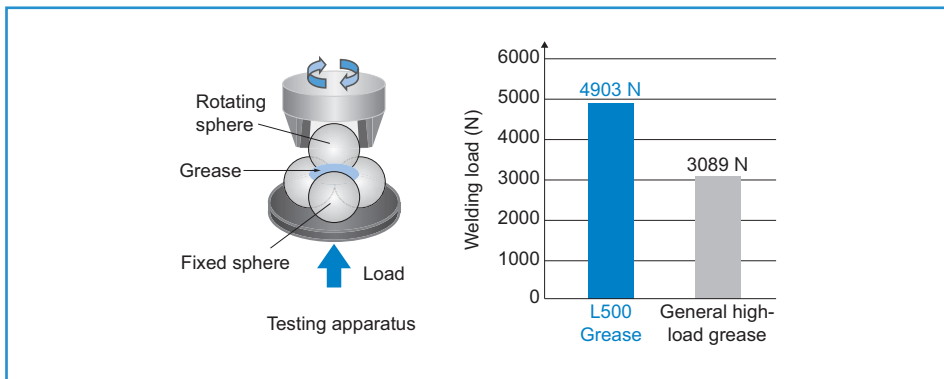 Rotating
sphere
Grease
Fixed sphere
Load
Testing apparatus
Welding load (N)
6000
5000
4000
3000
2000
1000
0
4903 N
3089 N
L500
Grease
General high-
load grease